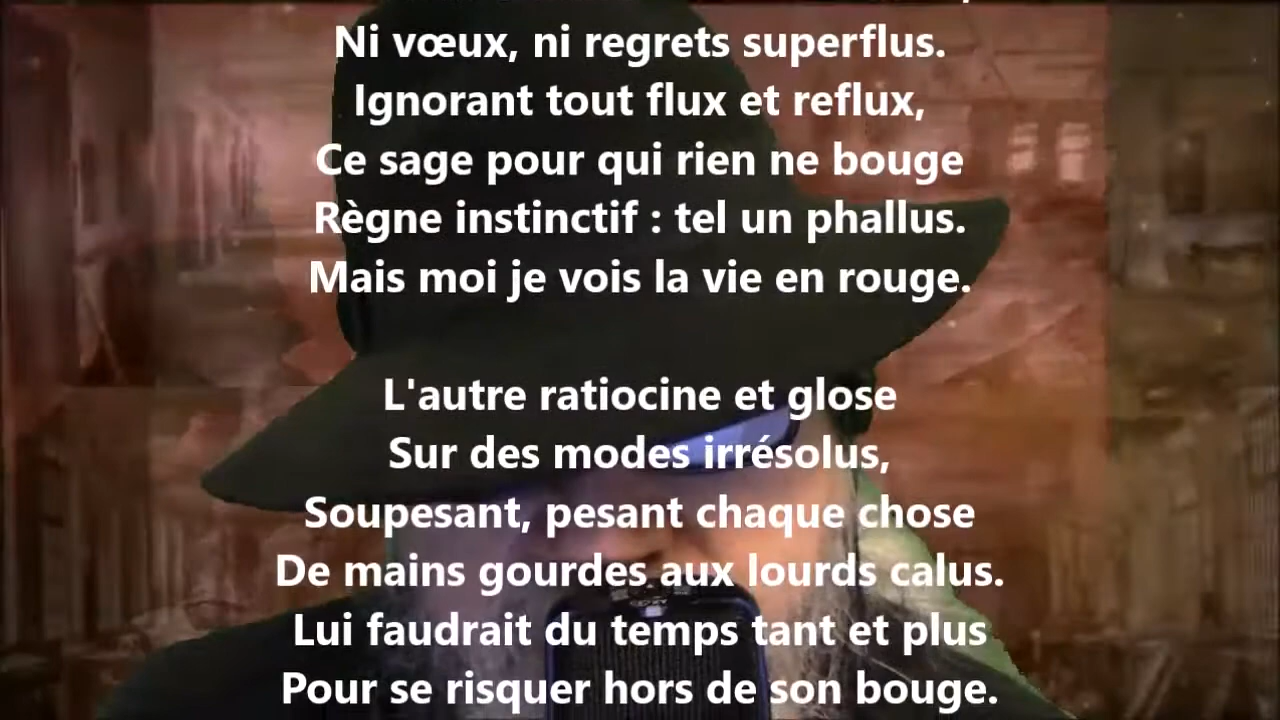 Ni vœux, ni regrets superflus.
Ignorant tout flux et reflux,
Ce sage pour qui rien ne bouge
Règne instinctif : tel un phallus.
Mais moi je vois la vie en rouge.
L'autre ratiocine et glose
Sur des modes irrésolus,
Soupesant, pesant chaque chose
De mains gourdes aux lourds calus.
Lui faudrait du temps tant et plus
Pour se risquer hors de son bouge.